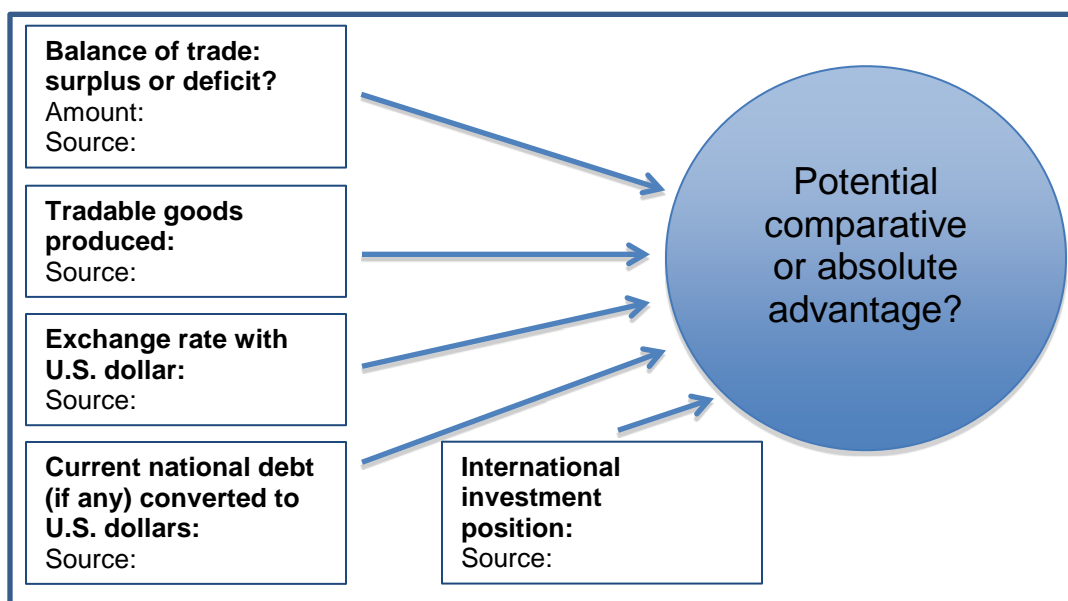 Balance of trade:
surplus or deficit?
Amount:
Source:
Tradable goods
produced:
Source:
Exchange rate with
U.S. dollar:
Source:
Current national debt
(if any) converted to
U.S. dollars:
Source:
International
investment
position:
Source:
Potential
comparative
or absolute
advantage?